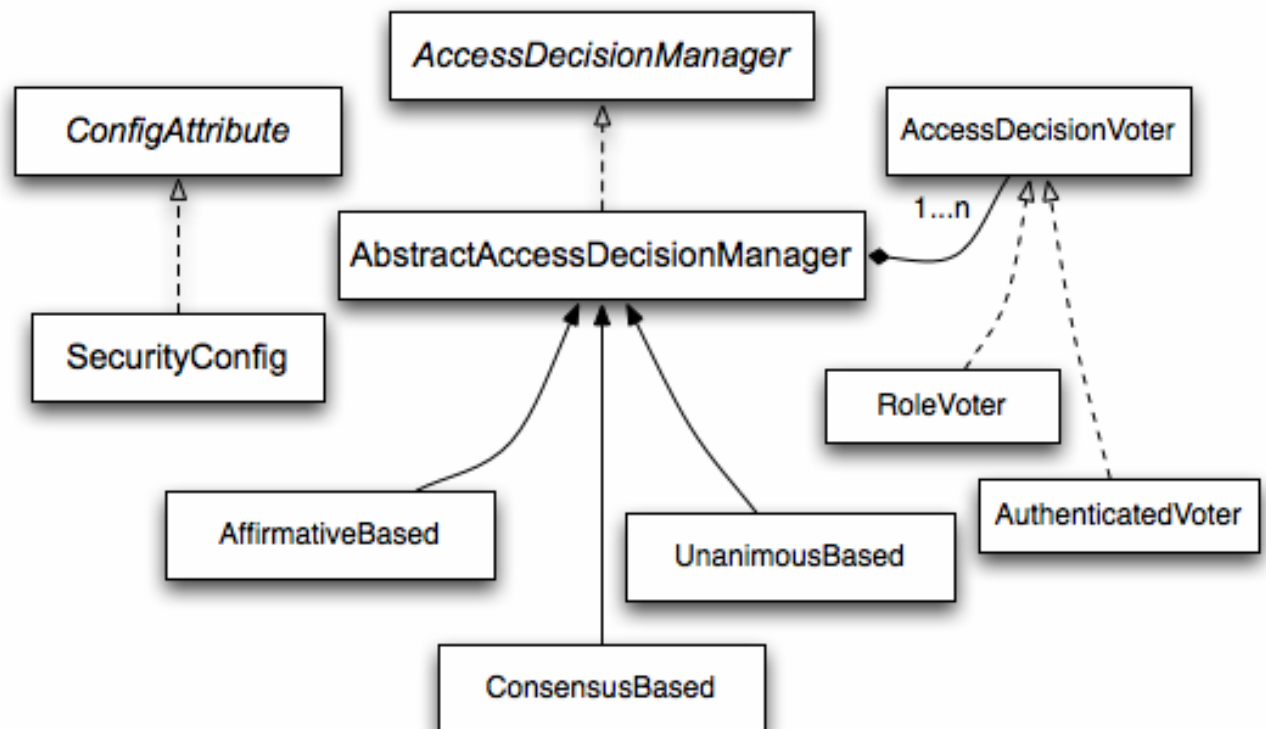 AccessDecisionManager
ConfigAttribute
AccessDecisionVoter
1...n
AbstractAccessDecisionManager
SecurityConfig
RoleVoter
AuthenticatedVoter
AffirmativeBased
UnanimousBased
ConsensusBased